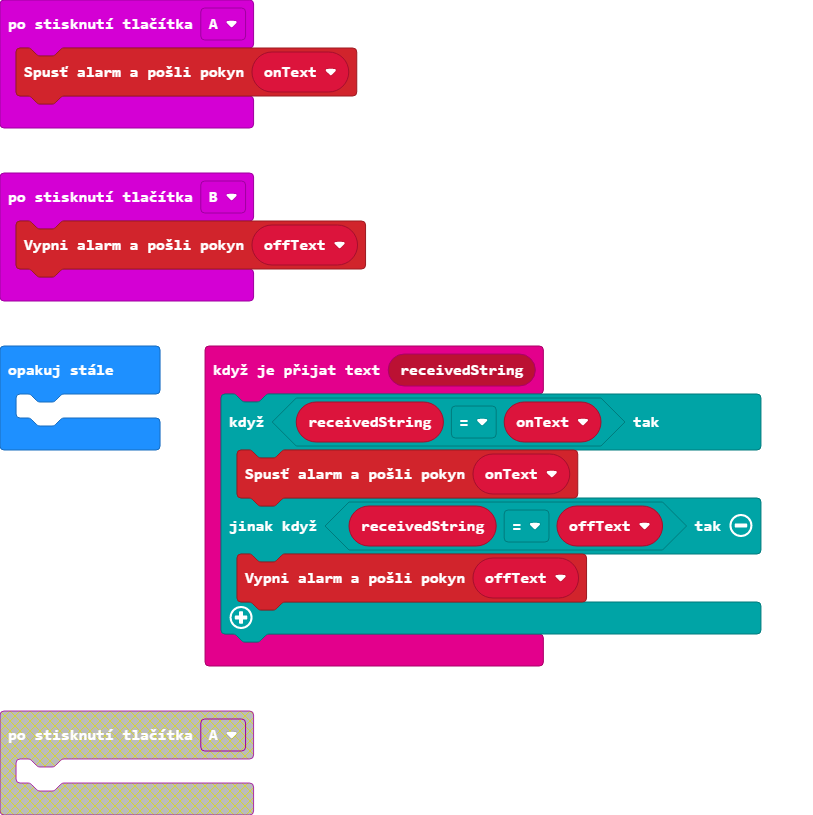 po stisknutí tlačítka A
Spusť alarm a pošli pokyn onText
po stisknutí tlačítka B
Vypni alarm a pošli pokyn offText
opakuj stále
když je přijat text receivedString
když receivedString = onText tak
Spusť alarm a pošli pokyn onText
jinak když receivedString = offText tak
Vypni alarm a pošli pokyn offText
po stisknutí tlačítka A